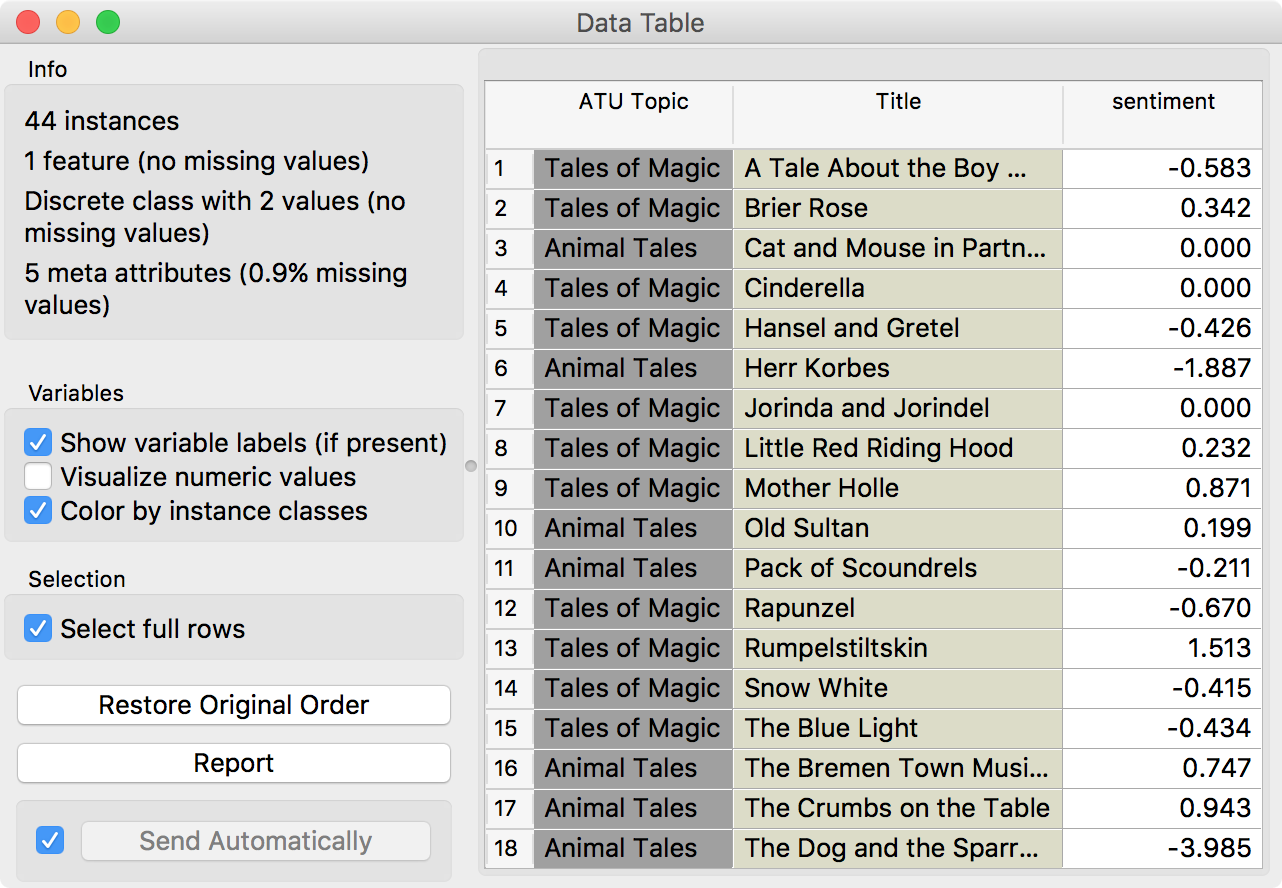 Data Table
Info
44 instances
1 feature (no missing values)
Discrete class with 2 values (no
missing values)
5 meta attributes (0.9% missing
values)
Variables
Show variable labels (if present)
Visualize numeric values
Color by instance classes
Selection
Select full rows
Restore Original Order
Report
Send Automatically
ATU Topic Title sentiment
1 Tales of Magic A Tale About the Boy ... -0.583
2 Tales of Magic Brier Rose 0.342
3 Animal Tales Cat and Mouse in Partn... 0.000
4 Tales of Magic Cinderella 0.000
5 Tales of Magic Hansel and Gretel -0.426
6 Animal Tales Herr Korbes -1.887
7 Tales of Magic Jorinda and Jorindel 0.000
8 Tales of Magic Little Red Riding Hood 0.232
9 Tales of Magic Mother Holle 0.871
10 Animal Tales Old Sultan 0.199
11 Animal Tales Pack of Scoundrels -0.211
12 Tales of Magic Rapunzel -0.670
13 Tales of Magic Rumpelstiltskin 1.513
14 Tales of Magic Snow White -0.415
15 Tales of Magic The Blue Light -0.434
16 Animal Tales The Bremen Town Musi... 0.747
17 Animal Tales The Crumbs on the Table 0.943
18 Animal Tales The Dog and the Sparr... -3.985